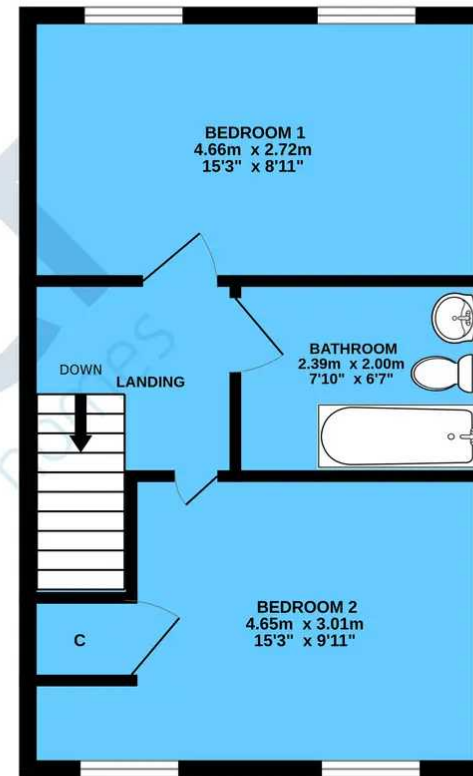 BEDROOM 1
4.66m x 2.72m
15'3" x 8'11"
DOWN
LANDING
BATHROOM
2.39m x 2.00m
7'10" x 6'7"
homes
BEDROOM 2
4.65m x 3.01m
15'3" x 9'11"
C